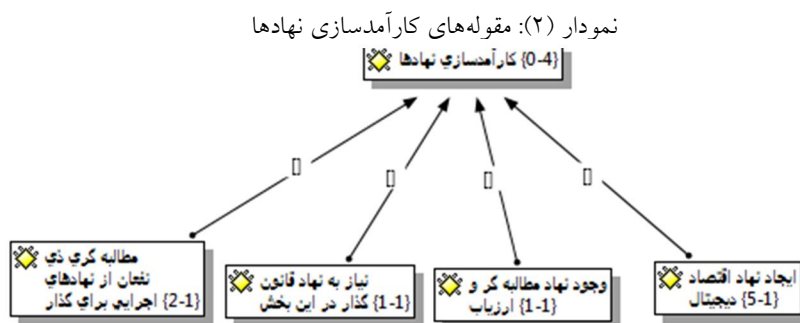 نمودار (۲): مقوله‌های کارآمدسازی نهادها
کارآمدسازي نهادها {0-4}
مطالبه گري ذي
نفعان از نهادهاي
اجرايي براي گذار {2-1}
نياز به نهاد قانون
گذار در اين بخش {1-1}
وجود نهاد مطالبه گر و
ارزياب {1-1}
ايجاد نهاد اقتصاد
ديجيتال {5-1}